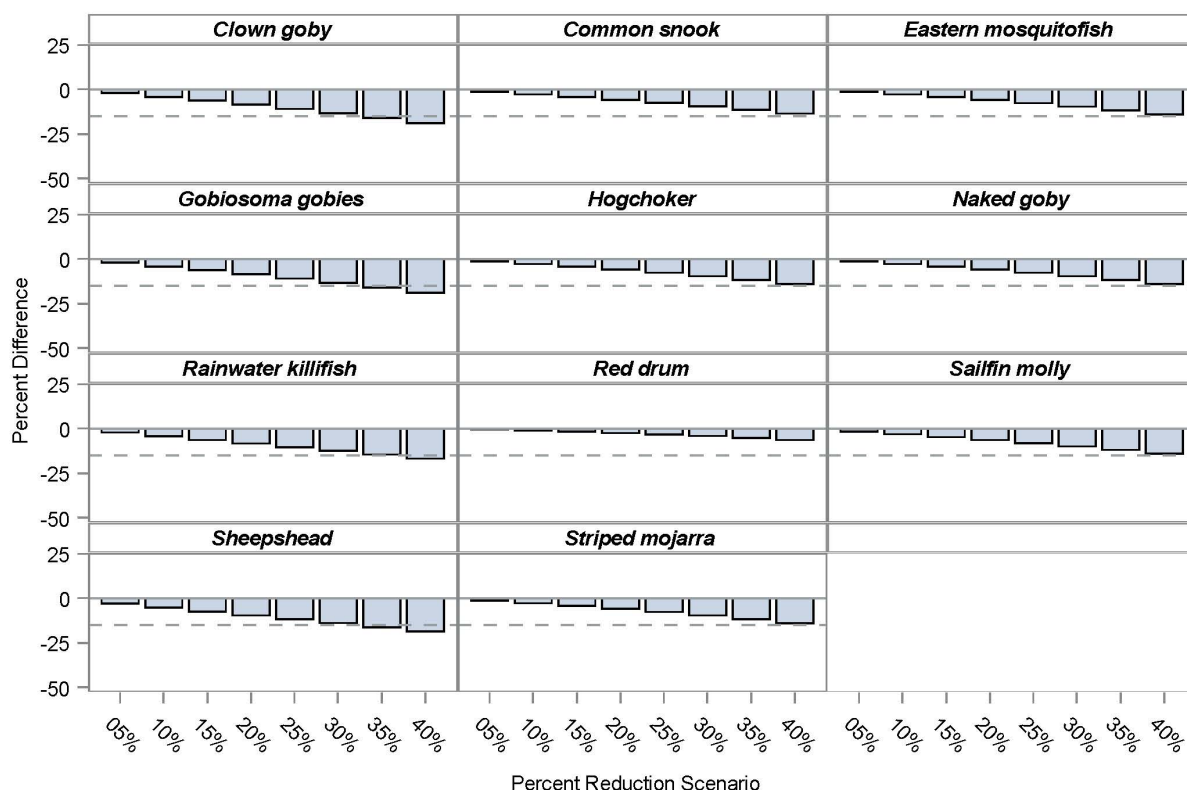 Clown goby
Common snook
Eastern mosquitofish
25
0
-25
-50
Gobiosoma gobies
Hogchoker
Naked goby
25
0
-25
-50
Rainwater killifish
Red drum
Sailfin molly
25
0
-25
-50
Sheepshead
Striped mojarra
25
0
-25
-50
Percent Difference
05% 10% 15% 20% 25% 30% 35% 40%
05% 10% 15% 20% 25% 30% 35% 40%
05% 10% 15% 20% 25% 30% 35% 40%
Percent Reduction Scenario